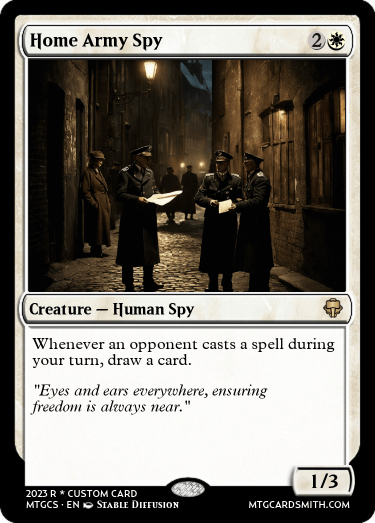 Home Army Spy 2
Creature — Human Spy
Whenever an opponent casts a spell during
your turn, draw a card.
"Eyes and ears everywhere, ensuring
freedom is always near."
1/3
2023 R * CUSTOM CARD
MTGCS • EN Stable Diffusion
MTGCARDSMITH.COM